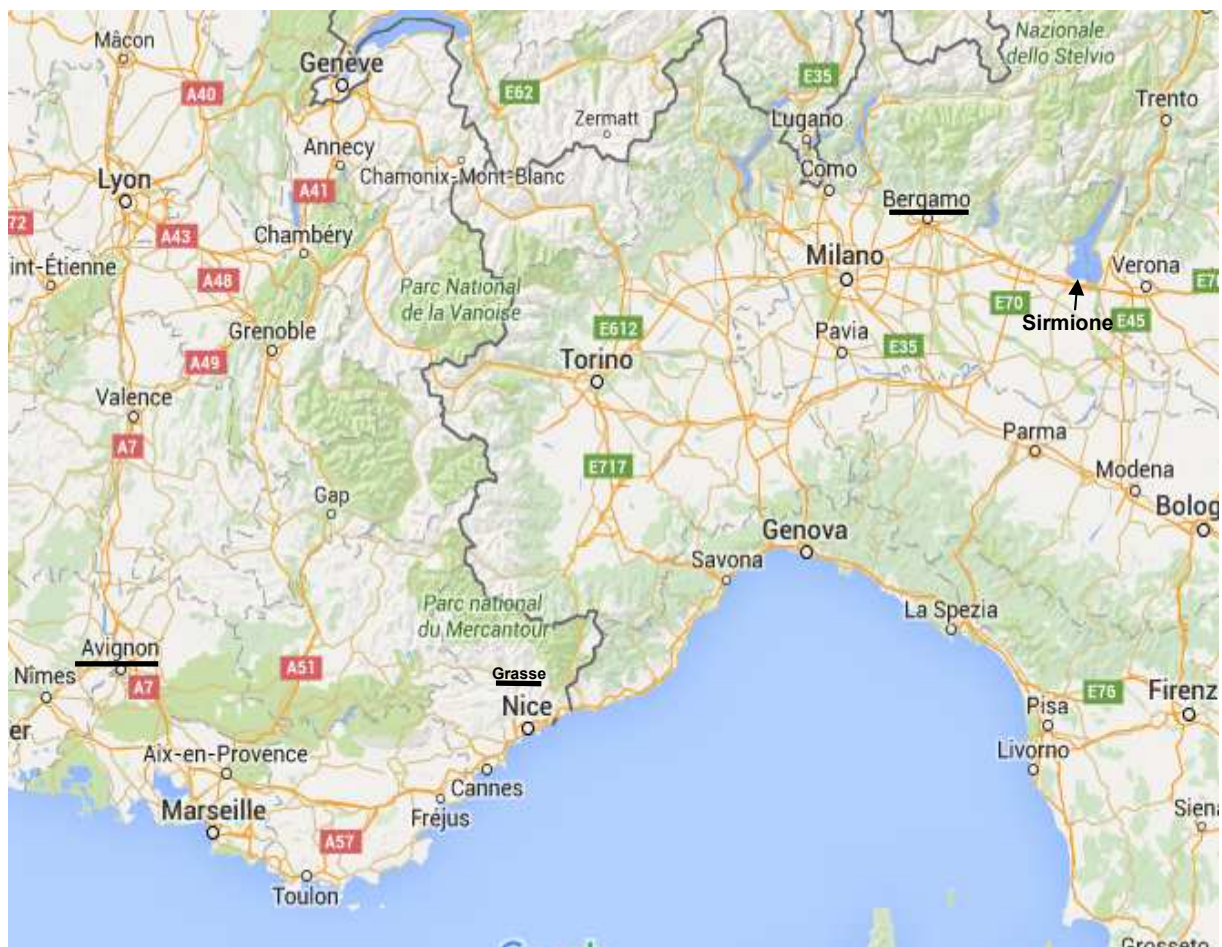 Mâcon
Nazionale
dello Stelvio
Genève
A40
E62
E35
Trento
Zermatt
Lugano
Annecy
Chamonix-Mont-Blanc
Como
Lyon
A41
Bergamo
72
A43
Chambéry
Milano
Verona
int-Étienne
A48
Parc National
de la Vanoise
E70
E70
Sirmione
E45
Grenoble
E612
Pavia
E35
A49
Torino
Valence
A7
Parma
E717
Modena
Gap
Bolog
Genova
Savona
Parc national
du Mercantour
La Spezia
Avignon
A51
Grasse
Nîmes
A7
E76
Firenz
Nice
Pisa
er
Aix-en-Provence
Livorno
Cannes
Marseille
Fréjus
Siena
A57
Toulon
Grosseto